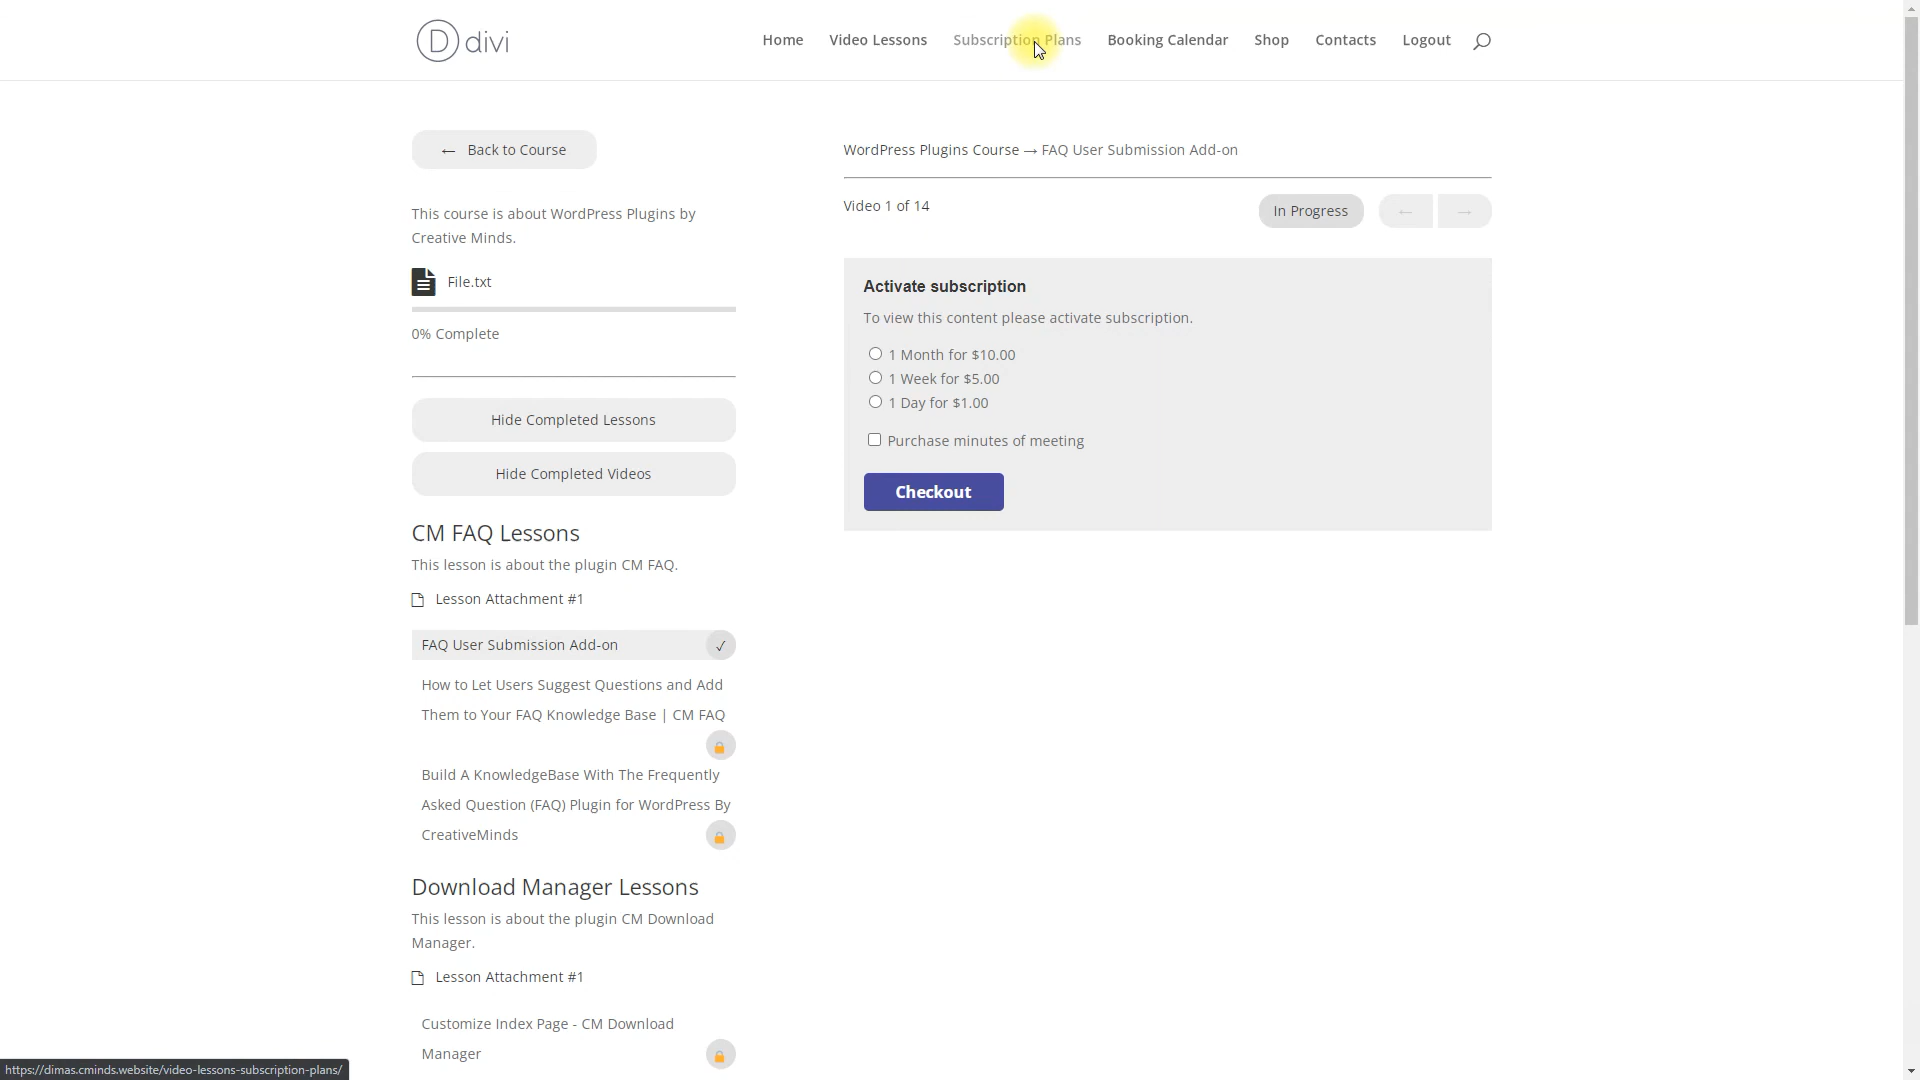 D divi
Home
Video Lessons
Subscription Plans
Booking Calendar
Shop
Contacts
Logout
← Back to Course
This course is about WordPress Plugins by
Creative Minds.
File.txt
0% Complete
Hide Completed Lessons
Hide Completed Videos
CM FAQ Lessons
This lesson is about the plugin CM FAQ.
Lesson Attachment #1
FAQ User Submission Add-on ✓
How to Let Users Suggest Questions and Add
Them to Your FAQ Knowledge Base | CM FAQ
Build A KnowledgeBase With The Frequently
Asked Question (FAQ) Plugin for WordPress By
CreativeMinds
Download Manager Lessons
This lesson is about the plugin CM Download
Manager.
Lesson Attachment #1
Customize Index Page - CM Download
Manager
WordPress Plugins Course → FAQ User Submission Add-on
Video 1 of 14
In Progress
←
→
Activate subscription
To view this content please activate subscription.
1 Month for $10.00
1 Week for $5.00
1 Day for $1.00
Purchase minutes of meeting
Checkout
https://dimas.cminds.website/video-lessons-subscription-plans/